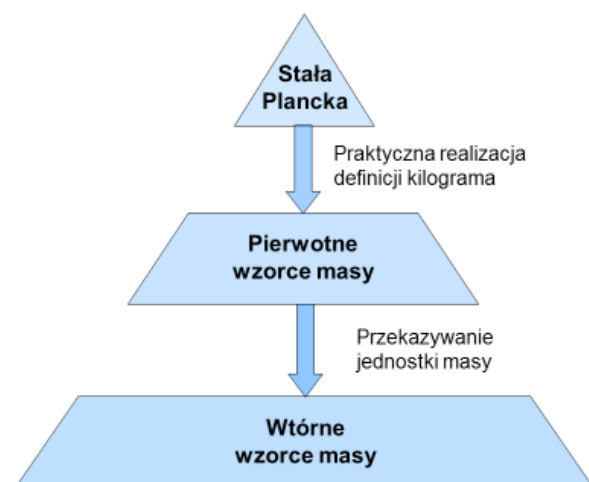 Stała
Plancka
Praktyczna realizacja
definicji kilograma
Pierwotne
wzorce masy
Przekazywanie
jednostki masy
Wtórne
wzorce masy